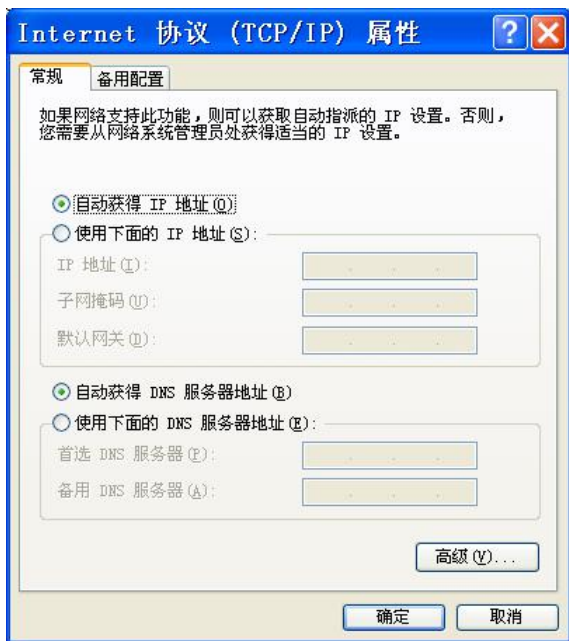 Internet 协议 (TCP/IP) 属性
常规 备用配置
如果网络支持此功能，则可以获取自动指派的 IP 设置。否则，
您需要从网络系统管理员处获得适当的 IP 设置。
自动获得 IP 地址(O)
使用下面的 IP 地址(S):
IP 地址(I):
子网掩码(U):
默认网关(D):
自动获得 DNS 服务器地址(B)
使用下面的 DNS 服务器地址(E):
首选 DNS 服务器(P):
备用 DNS 服务器(A):
高级(V)...
确定 取消